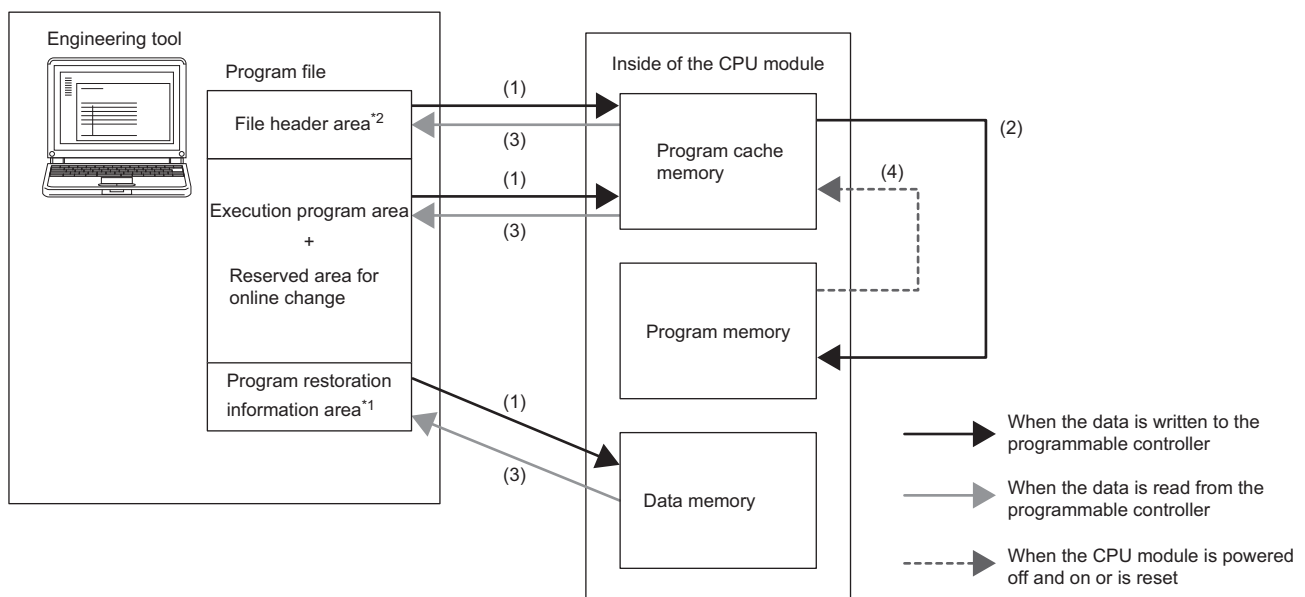 Engineering tool
Program file
File header area*2
Execution program area
+
Reserved area for
online change
Program restoration
information area*1
(1)
(3)
(1)
(3)
(1)
(3)
Inside of the CPU module
Program cache
memory
Program memory
Data memory
(2)
(4)
When the data is written to the
programmable controller
When the data is read from the
programmable controller
When the CPU module is powered
off and on or is reset